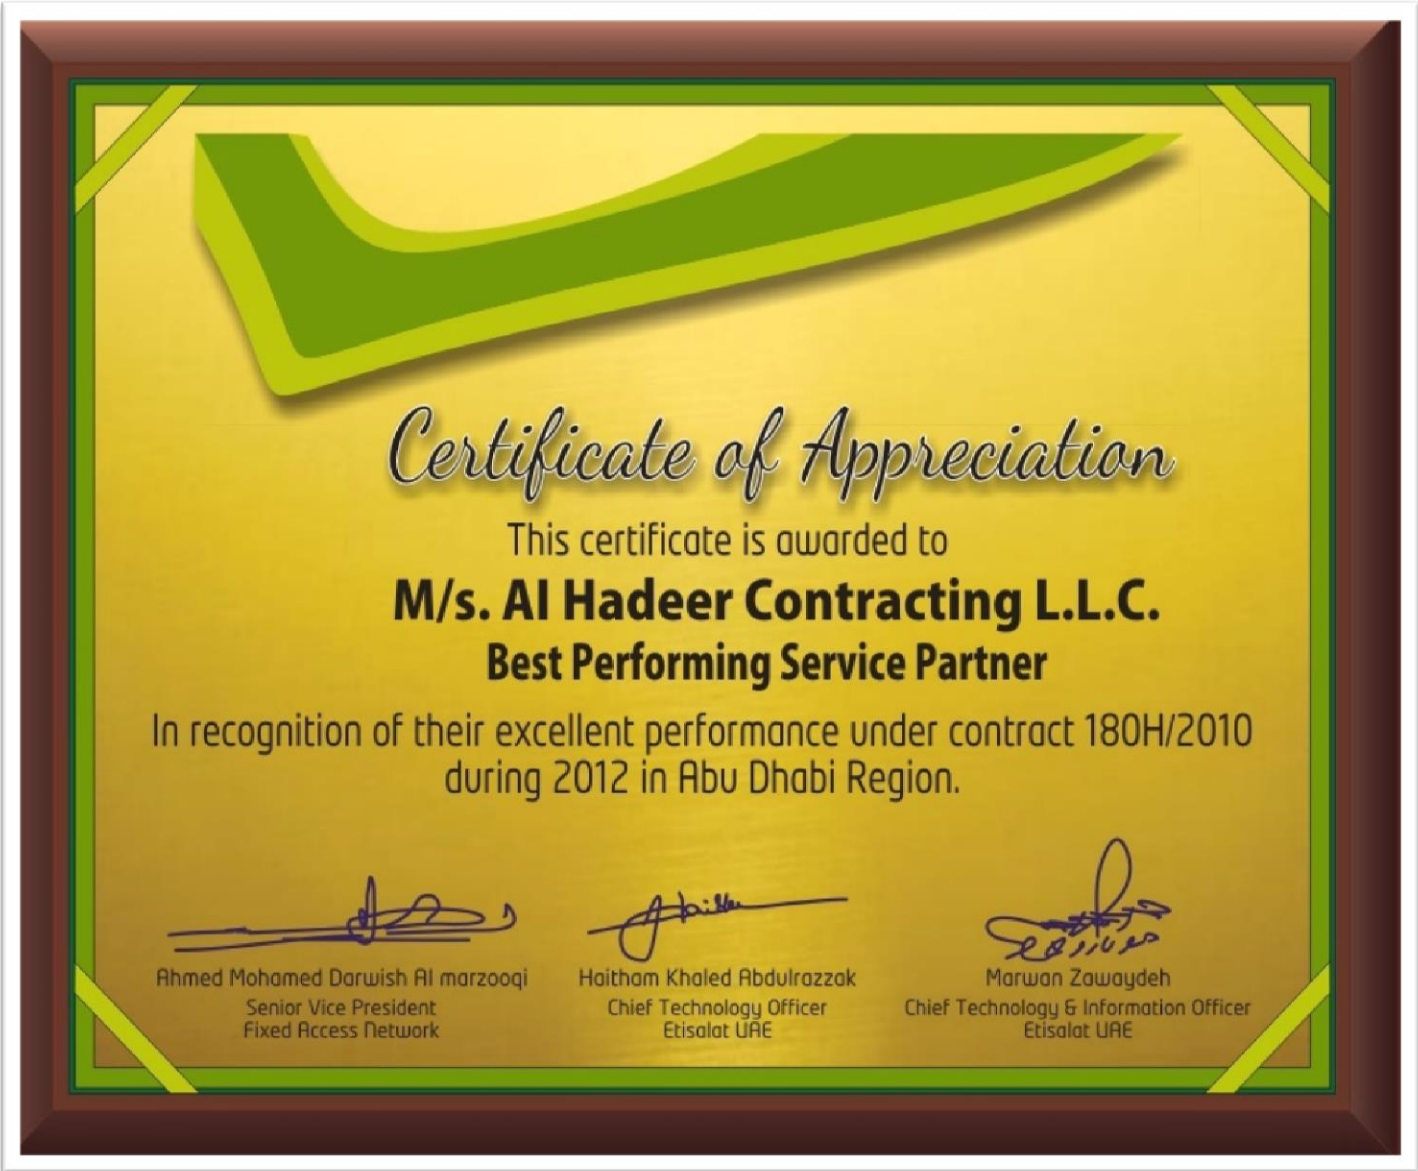 Certificate of Appreciation
This certificate is awarded to
M/s. Al Hadeer Contracting L.L.C.
Best Performing Service Partner
In recognition of their excellent performance under contract 180H/2010
during 2012 in Abu Dhabi Region.
Ahmed Mohamed Darwish Al marzooqi
Senior Vice President
Fixed Access Network
Haitham Khaled Abdulrazzak
Chief Technology Officer
Etisalat UAE
Marwan Zawaydeh
Chief Technology & Information Officer
Etisalat UAE